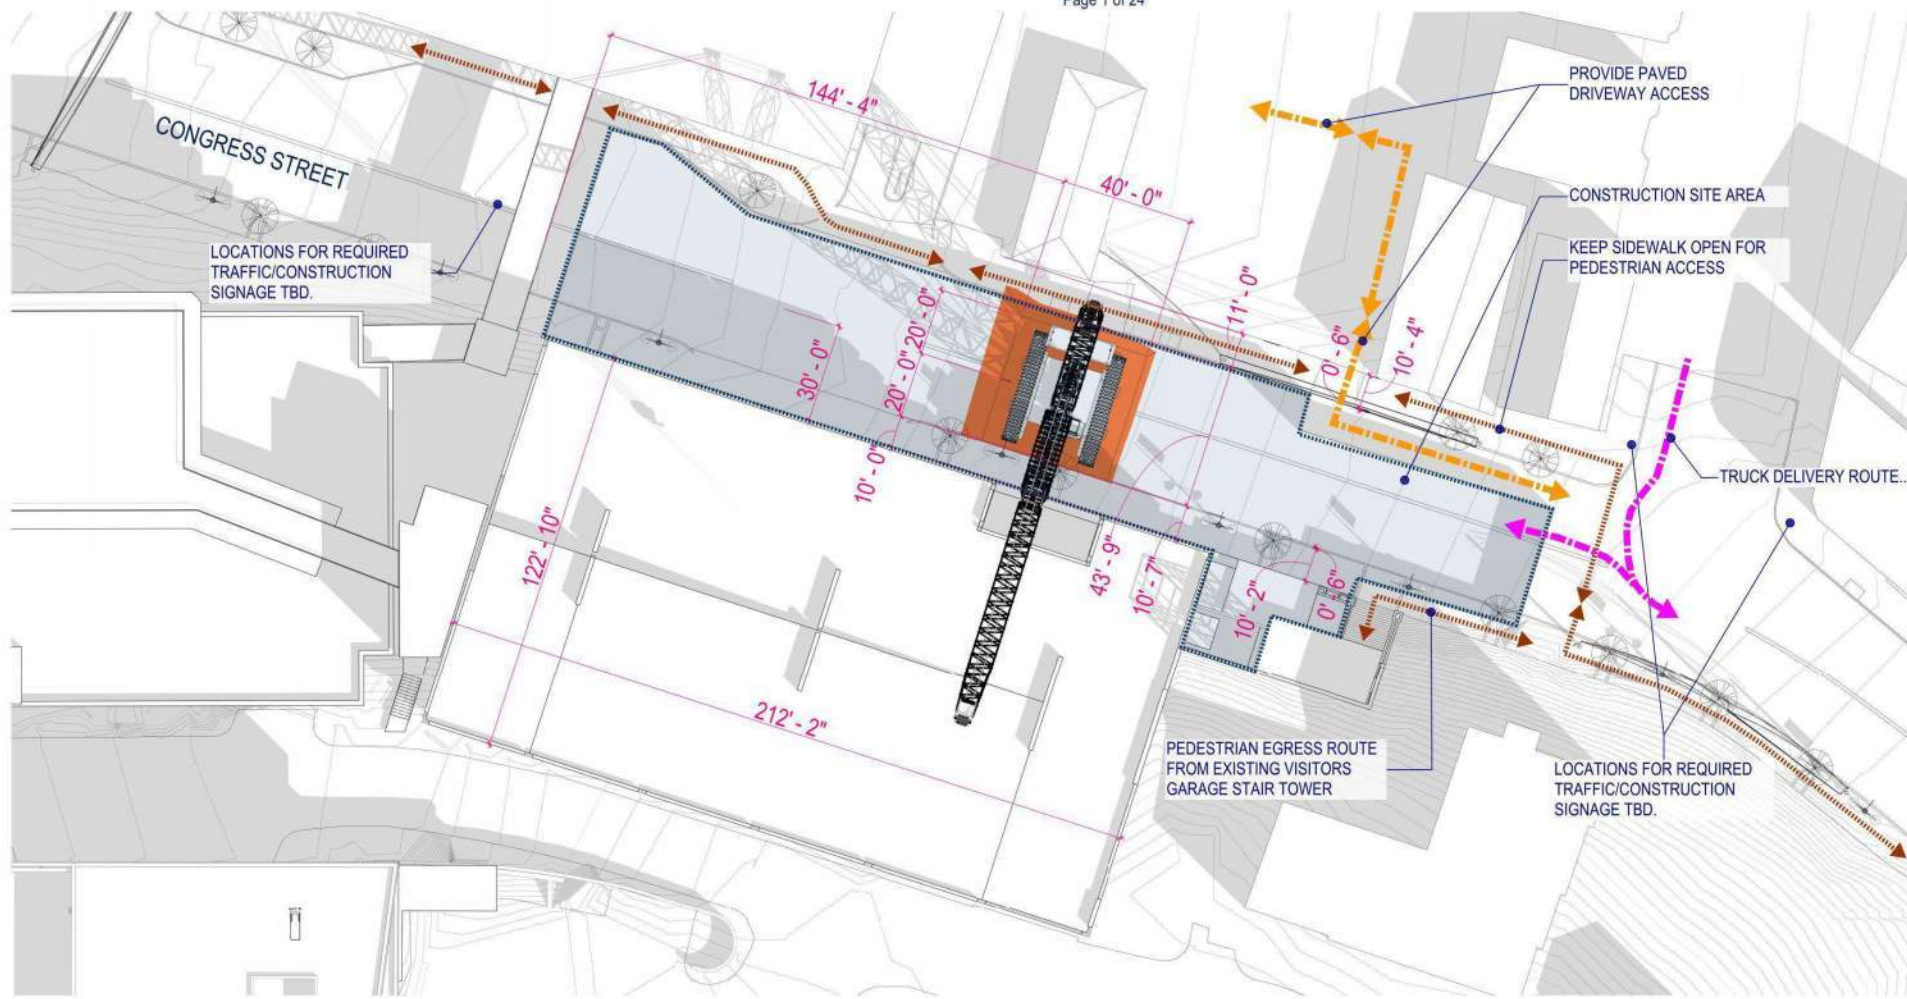 Page 1 of 24
PROVIDE PAVED
DRIVEWAY ACCESS
144' - 4"
CONGRESS STREET
40' - 0"
CONSTRUCTION SITE AREA
KEEP SIDEWALK OPEN FOR
PEDESTRIAN ACCESS
LOCATIONS FOR REQUIRED
TRAFFIC/CONSTRUCTION
SIGNAGE TBD.
11' - 0"
20' - 0"
0' - 6"
10' - 4"
30' - 0"
20' - 0"
10' - 0"
TRUCK DELIVERY ROUTE..
122' - 10"
43' - 9"
10' - 7"
10' - 2"
0' - 6"
212' - 2"
PEDESTRIAN EGRESS ROUTE
FROM EXISTING VISITORS
GARAGE STAIR TOWER
LOCATIONS FOR REQUIRED
TRAFFIC/CONSTRUCTION
SIGNAGE TBD.